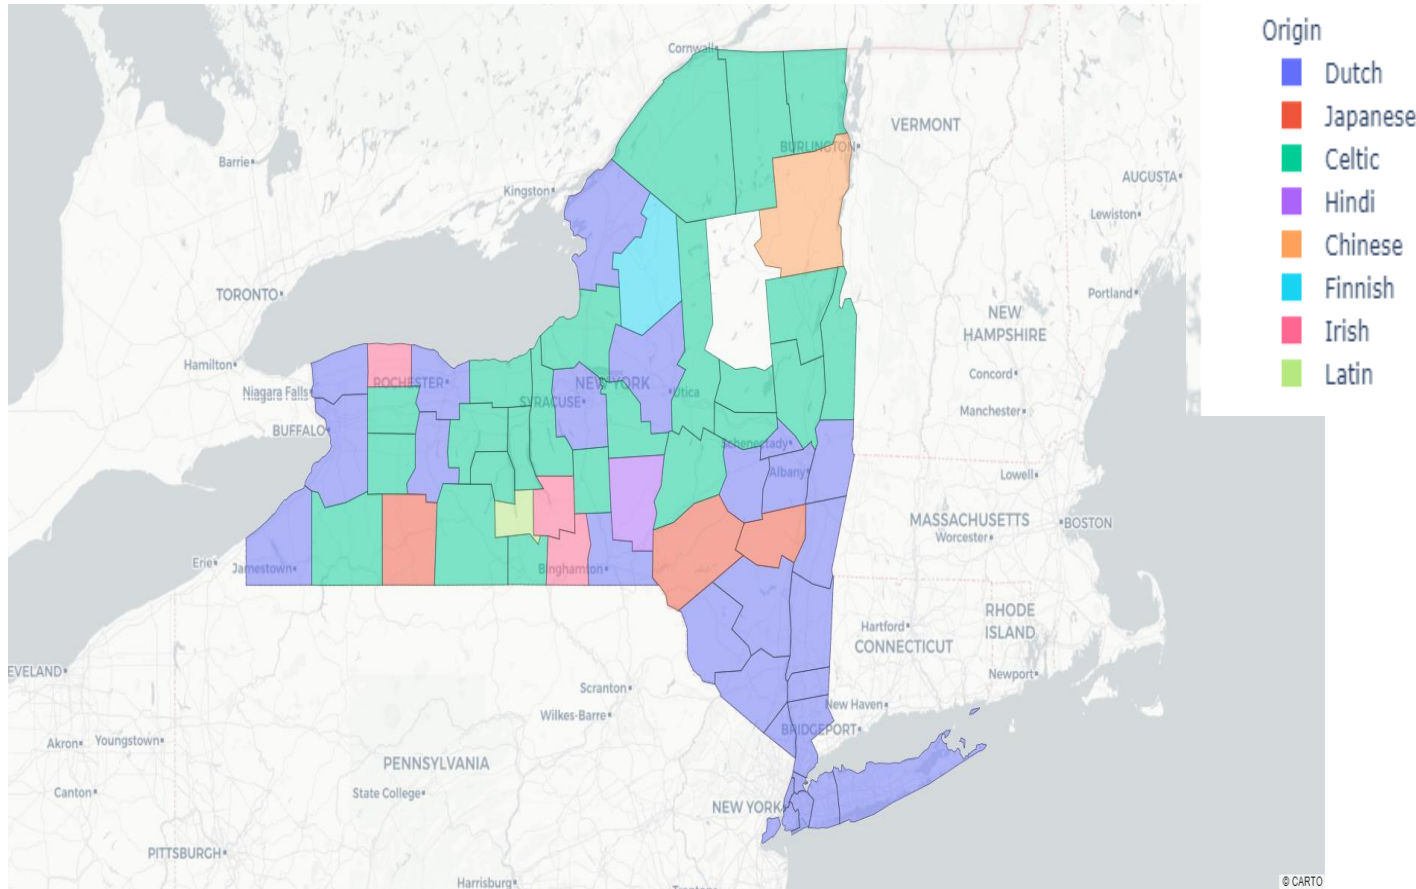 Origin
Dutch
Japanese
Celtic
Hindi
Chinese
Finnish
Irish
Latin
Cornwall
VERMONT
BURLINGTON
Barrie
AUGUSTA
Kingston
Lewiston
TORONTO
Portland
NEW
HAMPSHIRE
Hamilton
Concord
ROCHESTER
NEW YORK
Niagara Falls
Utica
SYRACUSE
Manchester
BUFFALO
Schenectady
Albany
Lowell
MASSACHUSETTS
BOSTON
Worcester
Erie
Jamestown
Binghamton
RHODE
ISLAND
Hartford
CONNECTICUT
EVELAND
Newport
Scranton
New Haven
Wilkes-Barre
BRIDGEPORT
Akron
Youngstown
PENNSYLVANIA
State College
Canton
NEW YORK
PITTSBURGH
Harrisburg
© CARTO